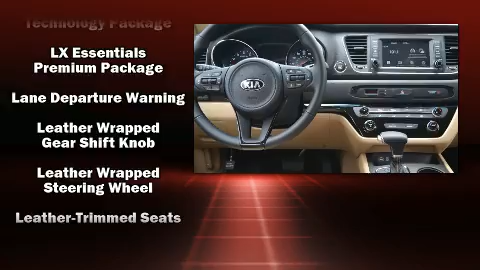 Technology Package
LX Essentials
Premium Package
Lane Departure Warning
Leather Wrapped
Gear Shift Knob
Leather Wrapped
Steering Wheel
Leather-Trimmed Seats
KIA